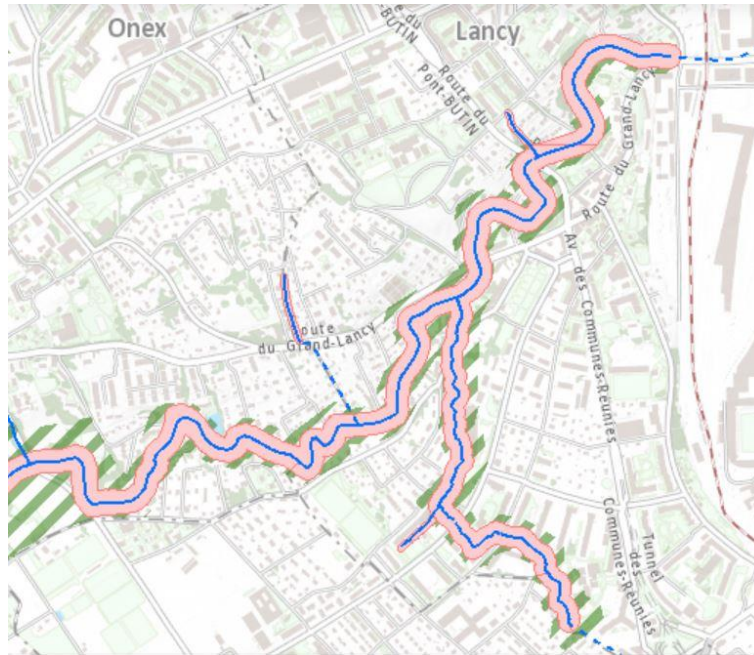 Onex
Lancy
Route du
Pont-BUTIN
Route du Grand-Lancy
Av. des Communes-Réunies
Route
du Grand-Lancy
Tunnel
des
Communes-Réunies